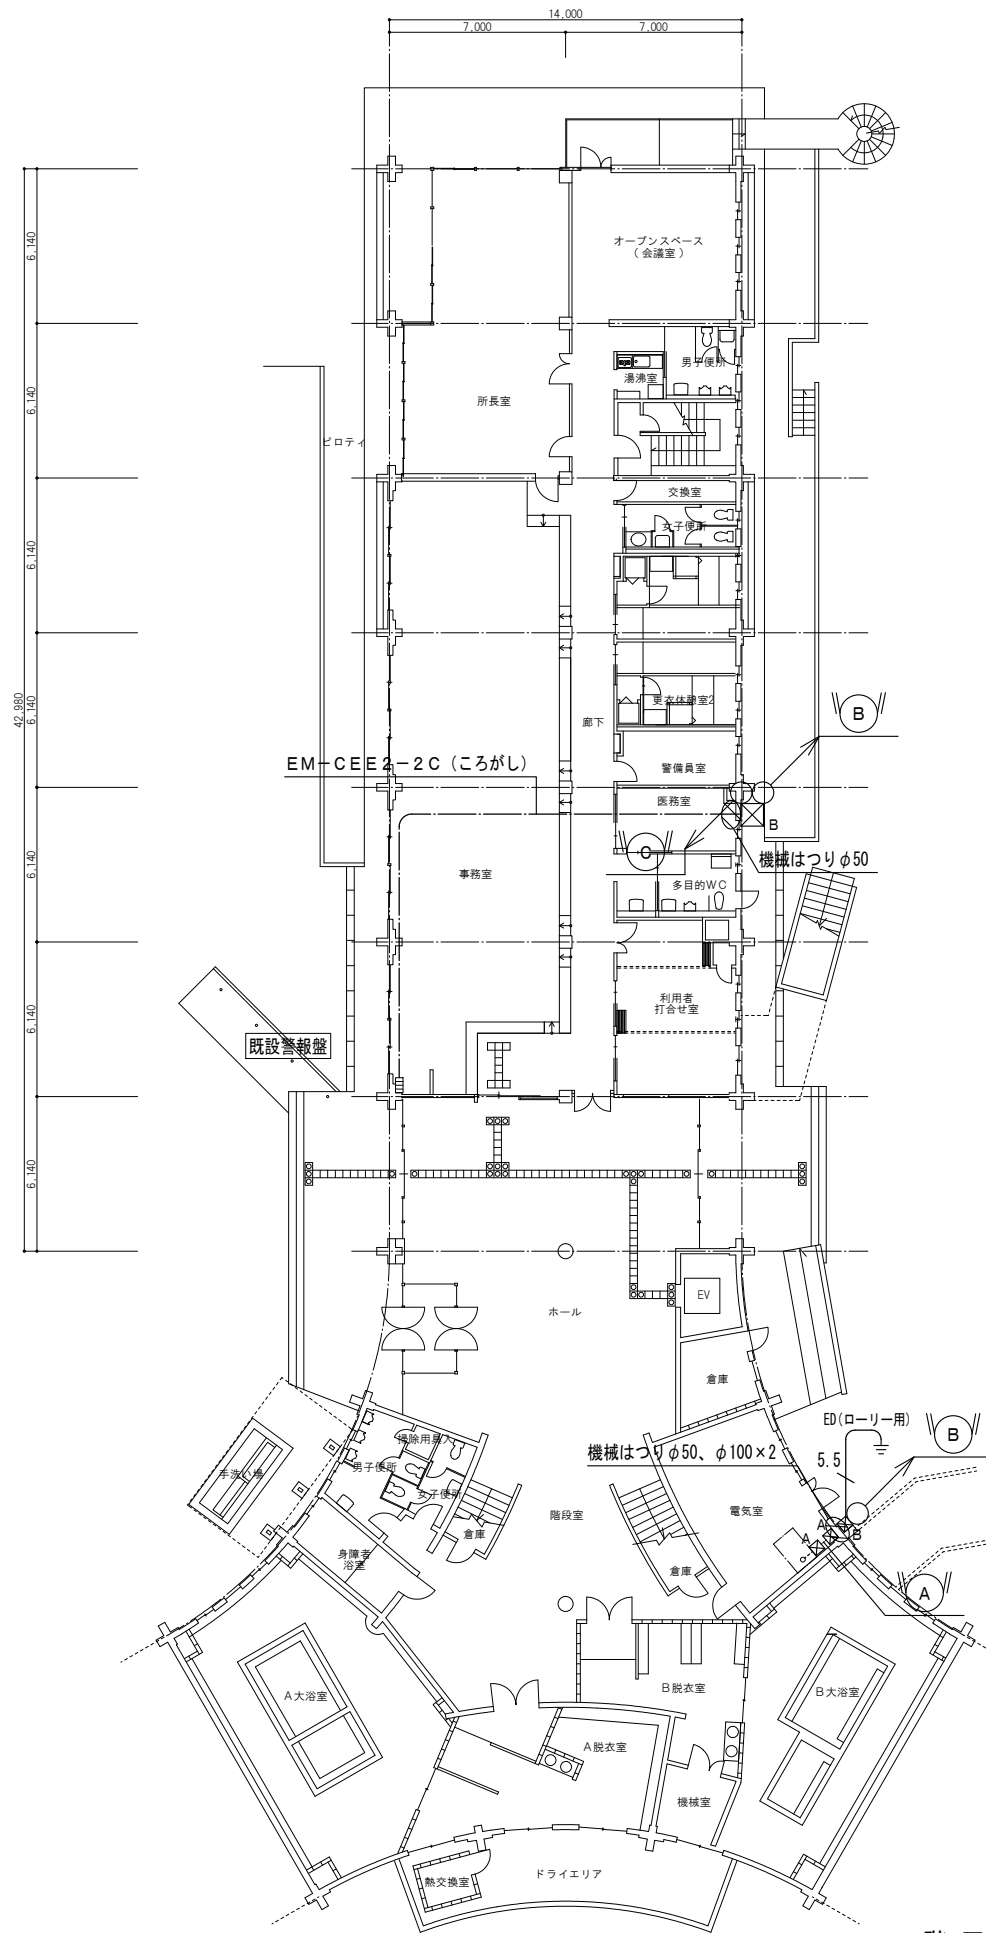 14,000
7,000
7,000
オープンスペース
(会議室)
6,140
男子便所
湯沸室
6,140
所長室
ピロティ
交換室
女子便所
6,140
更衣休憩室2
42,980
6,140
廊下
B
EM-CEE2-2C (ころがし)
警備員室
医務室
B
機械はつりφ50
C
事務室
多目的WC
6,140
利用者
打合せ室
6,140
既設警報盤
6,140
EV
ホール
倉庫
ED(ローリー用)
B
掃除用具入
機械はつりφ50、φ100×2
5.5
男子便所
手洗い場
女子便所
階段室
電気室
倉庫
A
A
B
身障者
浴室
倉庫
A
B脱衣室
A大浴室
B大浴室
A脱衣室
機械室
ドライエリア
熱交換室